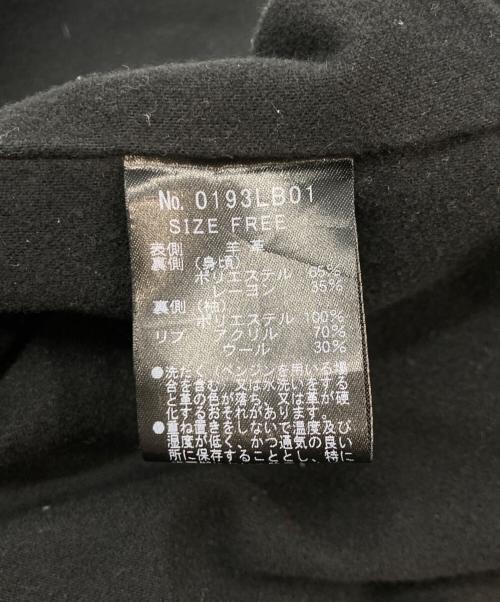 No. 0193LB01
SIZE FREE
表側 羊革
裏側 (身頃)
ポリエステル 65%
レーヨン 35%
裏側 (袖)
ポリエステル 100%
リブ アクリル 70%
ウール 30%
●洗たく (ベンジンを用いる場
合を含む) 又は水洗いをする
と革の色が落ち、又は革が硬
化するおそれがあります。
●重ね置きをしないで温度及び
湿度が低く、かつ通気の良い
所に保存することとし、特に